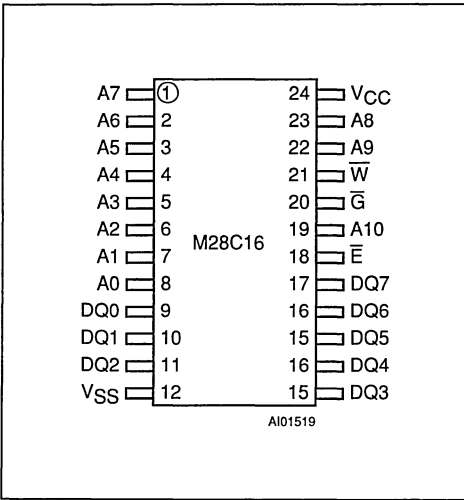 A7 1 24 VCC
A6 2 23 A8
A5 3 22 A9
A4 4 21 W̅
A3 5 20 G̅
A2 6 19 A10
M28C16
A1 7 18 E̅
A0 8 17 DQ7
DQ0 9 16 DQ6
DQ1 10 15 DQ5
DQ2 11 16 DQ4
VSS 12 15 DQ3
AI01519